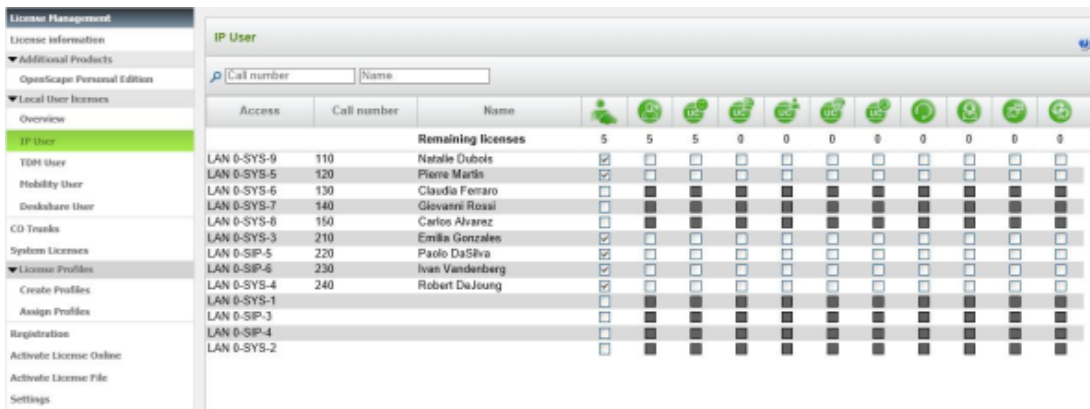 License Management
License information
Additional Products
OpenScape Personal Edition
Local User licenses
Overview
IP User
TDM User
Mobility User
Deskshare User
CO Trunks
System Licenses
License Profiles
Create Profiles
Assign Profiles
Registration
Activate License Online
Activate License File
Settings
IP User
Call number Name
Access Call number Name UC UC UC UC UC
Remaining licenses 5 5 5 0 0 0 0 0 0 0 0
LAN 0-SYS-9 110 Natalie Dubois
LAN 0-SYS-5 120 Pierre Martin
LAN 0-SYS-6 130 Claudia Ferraro
LAN 0-SYS-7 140 Giovanni Rossi
LAN 0-SYS-8 150 Carlos Alvarez
LAN 0-SYS-3 210 Emilia Gonzales
LAN 0-SIP-5 220 Paolo DaSilva
LAN 0-SIP-6 230 Ivan Vandenberg
LAN 0-SYS-4 240 Robert DeJoung
LAN 0-SYS-1
LAN 0-SIP-3
LAN 0-SIP-4
LAN 0-SYS-2